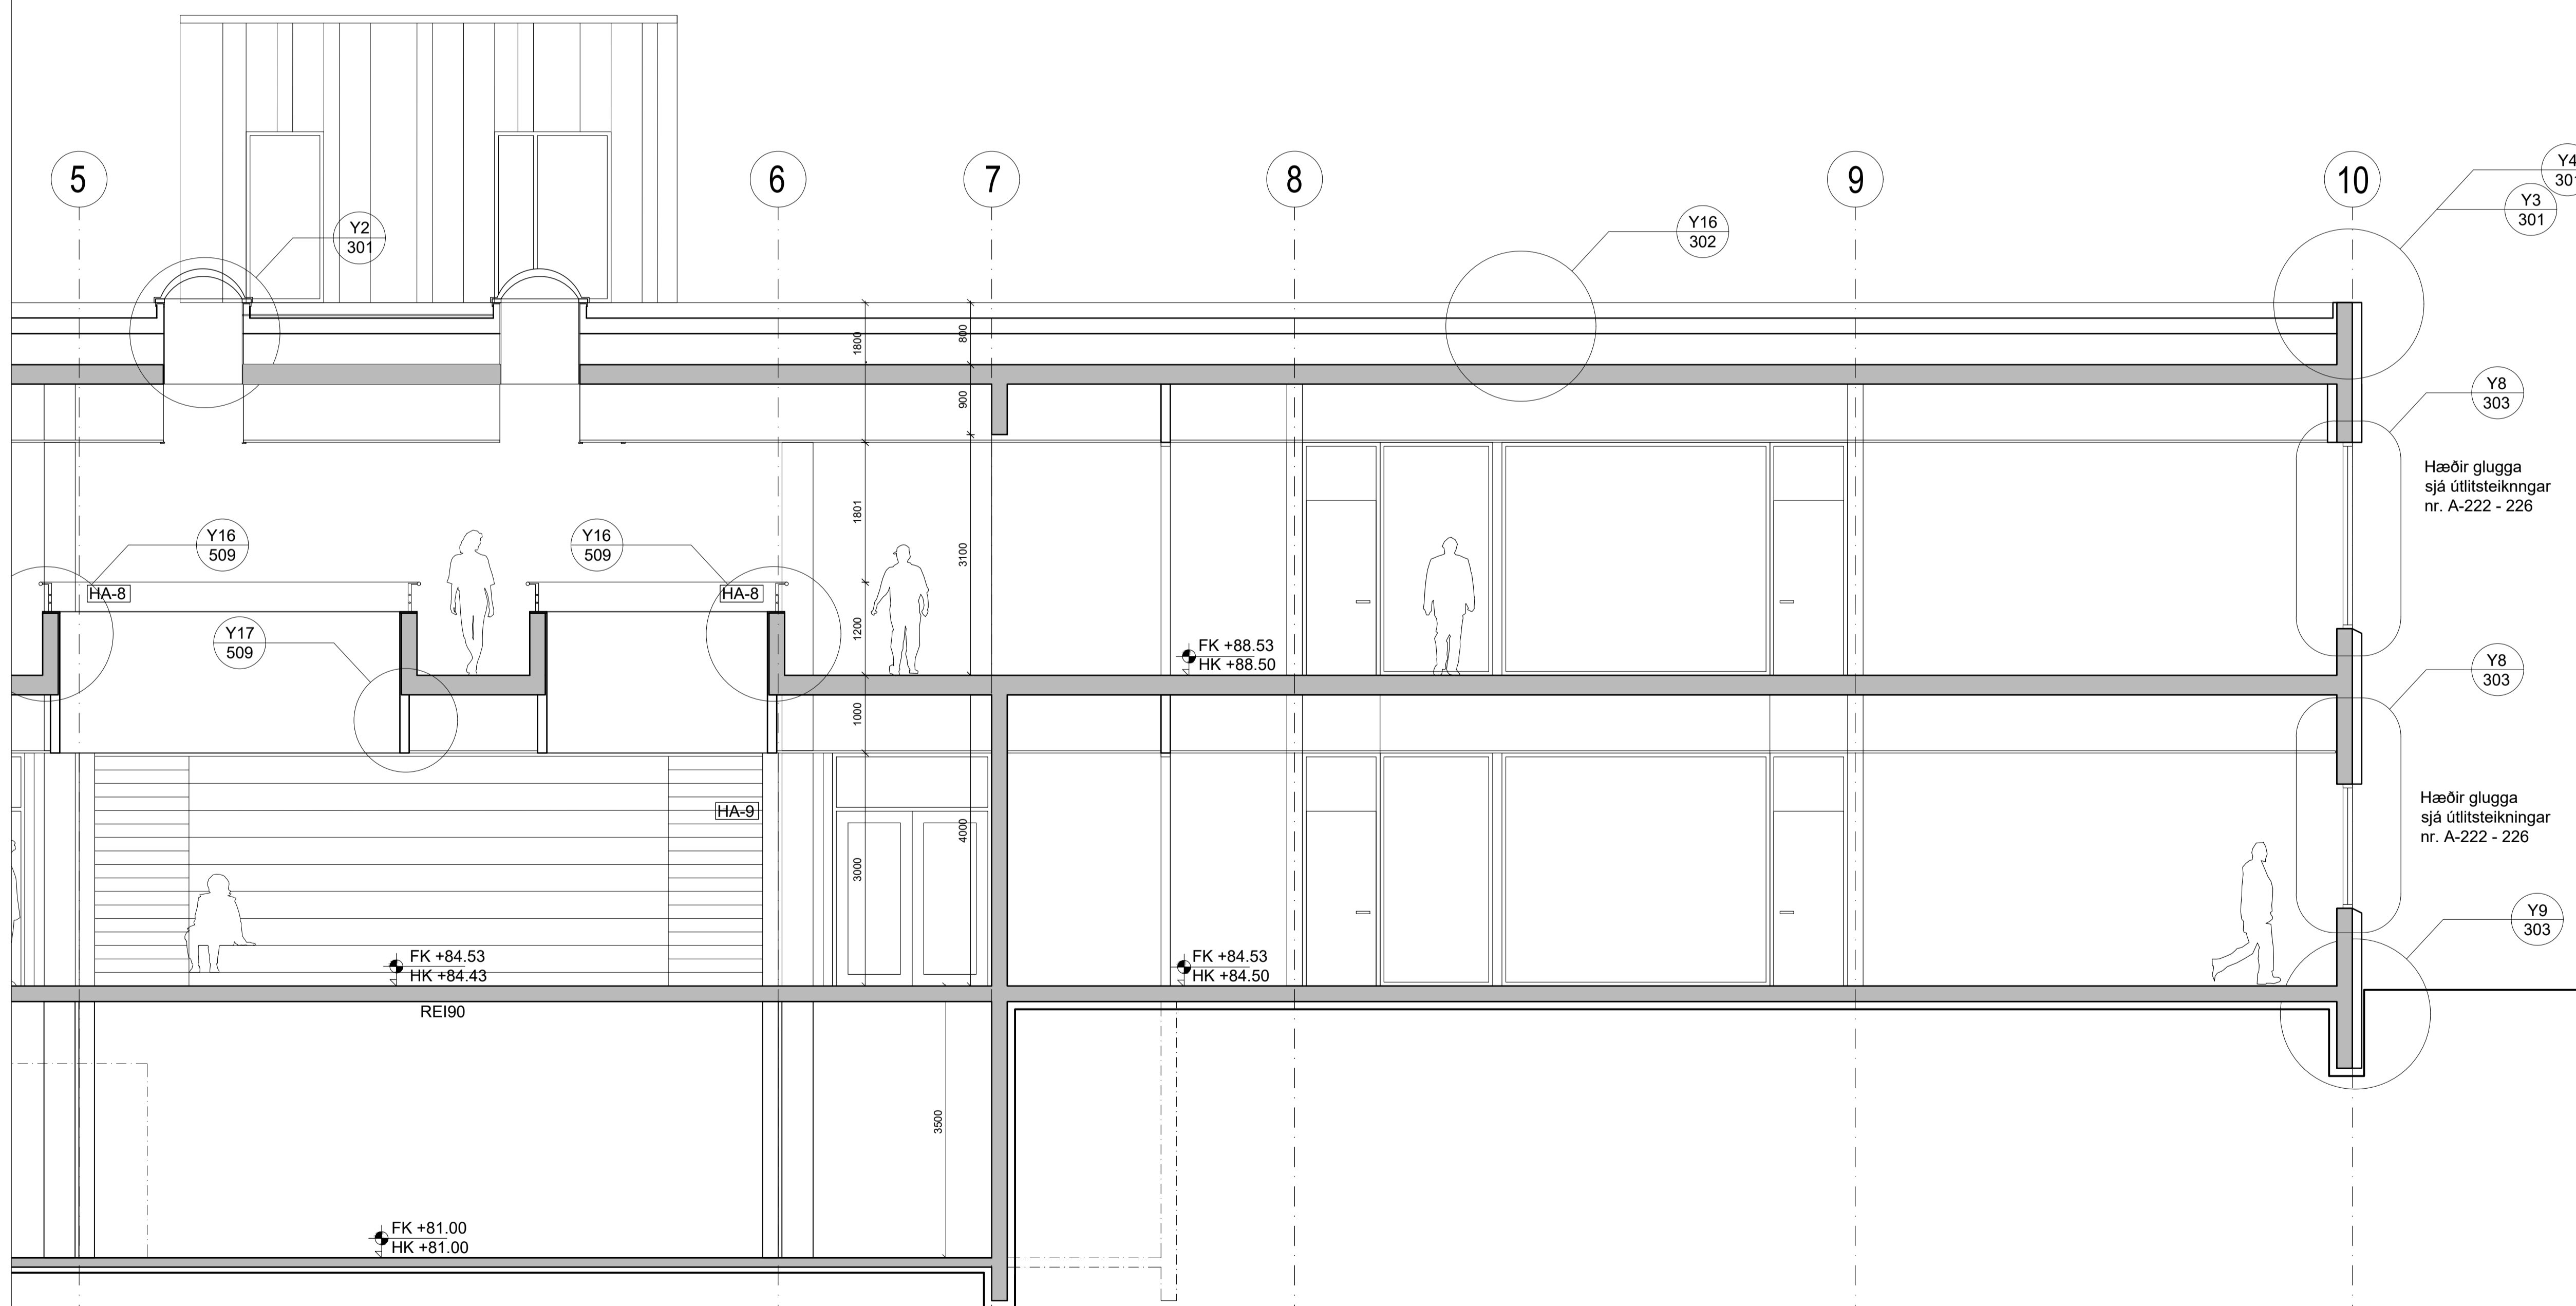 5
6
7
8
9
10
Y2
301
Y16
302
Y4
Y3
301
1800
800
900
Y8
303
Hæðir glugga
sjá útlitsteiknngar
nr. A-222 - 226
1801
3100
Y16
509
Y16
509
HA-8
HA-8
Y17
509
1200
FK +88.53
HK +88.50
Y8
303
1000
HA-9
4000
3000
Hæðir glugga
sjá útlitsteikningar
nr. A-222 - 226
Y9
303
FK +84.53
HK +84.43
FK +84.53
HK +84.50
REI90
3500
FK +81.00
HK +81.00